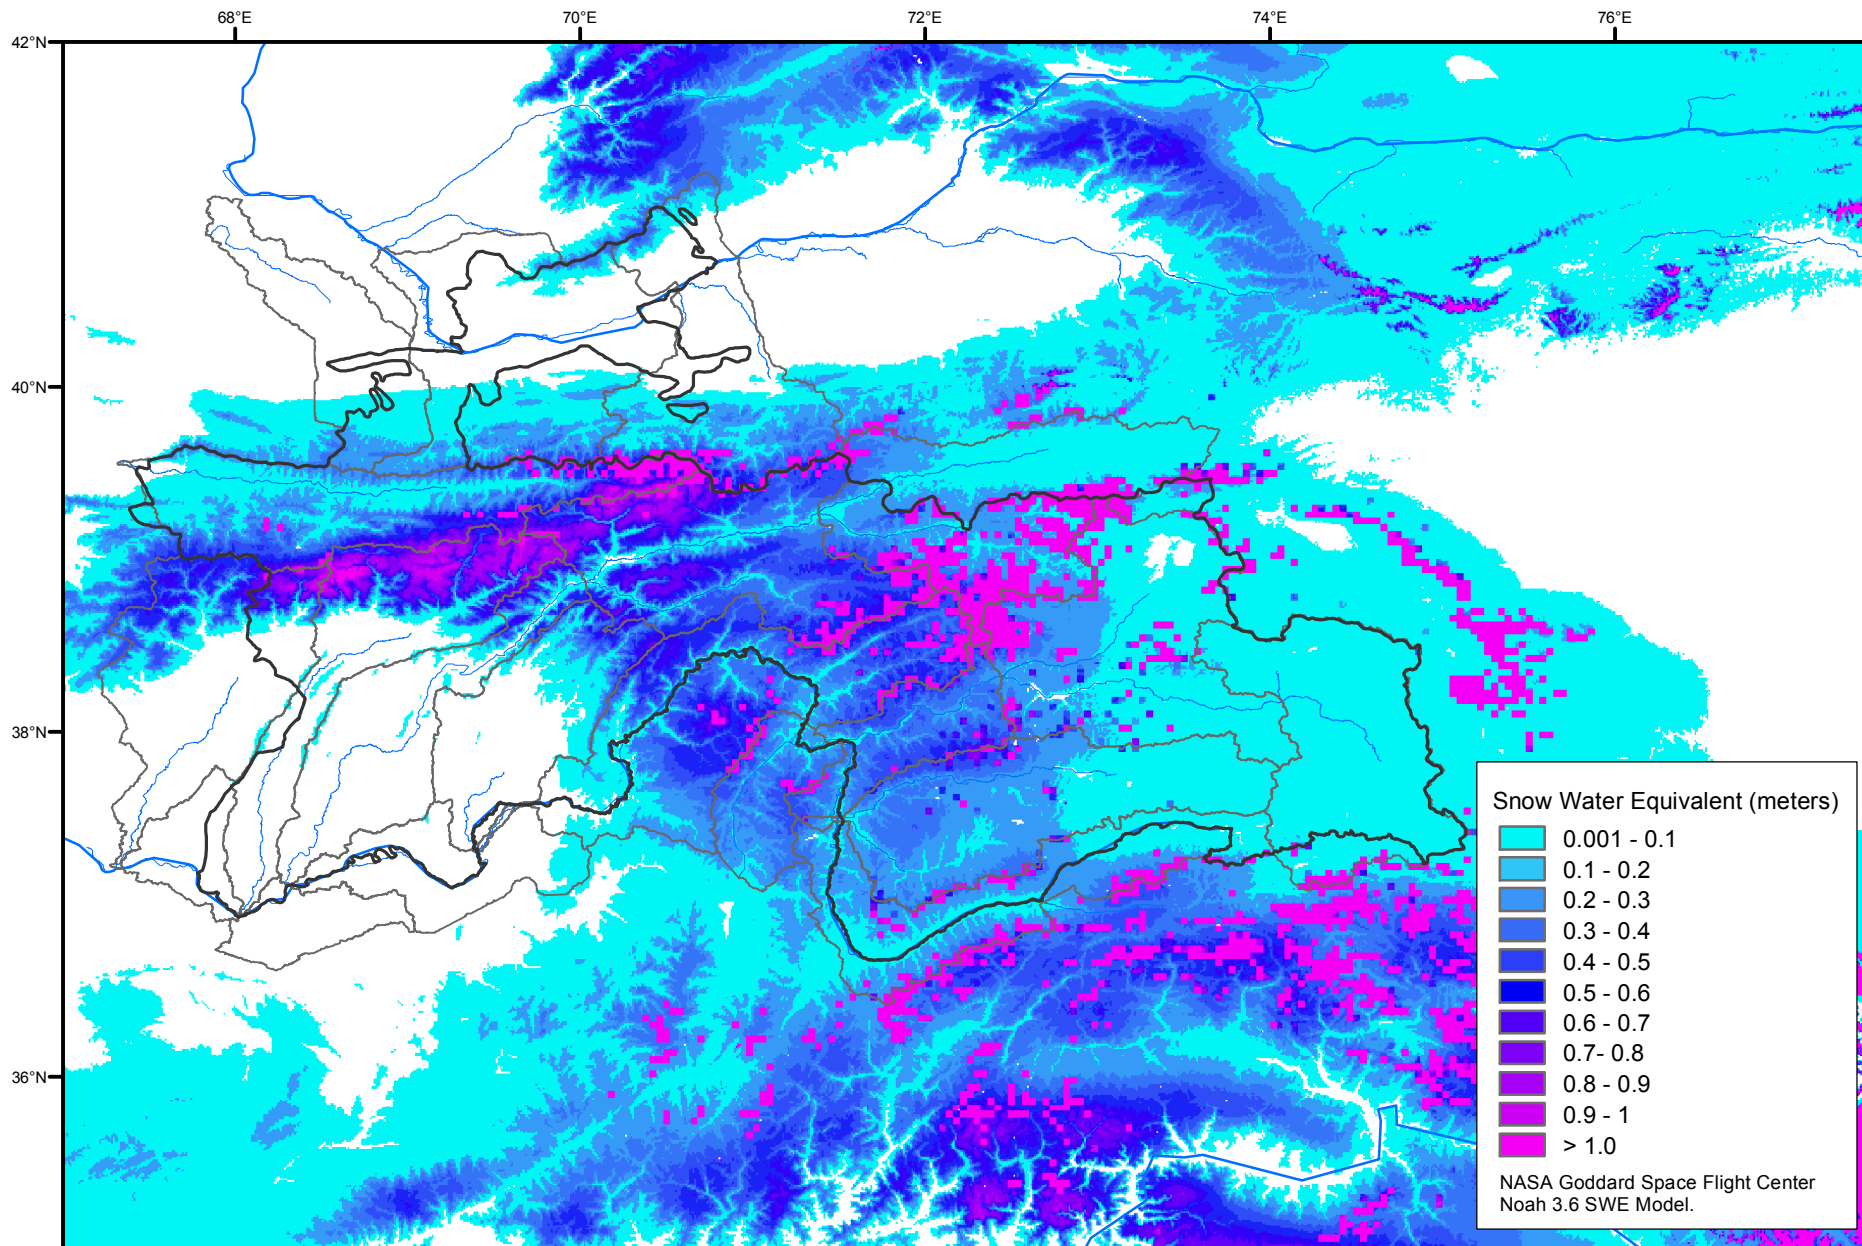 68°E 70°E 72°E 74°E 76°E
42°N
40°N
38°N
36°N
Snow Water Equivalent (meters)
0.001 - 0.1
0.1 - 0.2
0.2 - 0.3
0.3 - 0.4
0.4 - 0.5
0.5 - 0.6
0.6 - 0.7
0.7- 0.8
0.8 - 0.9
0.9 - 1
> 1.0
NASA Goddard Space Flight Center
Noah 3.6 SWE Model.